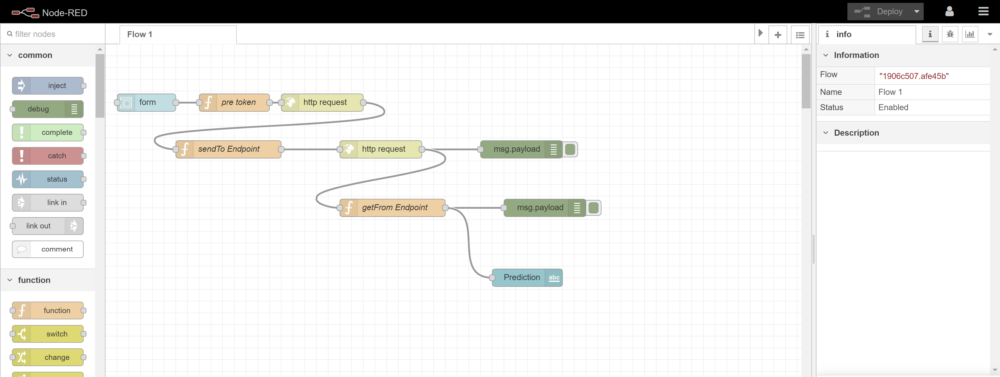 Node-RED
Deploy
filter nodes
Flow 1
info
common
inject
debug
complete
catch
status
link in
link out
comment
function
function
switch
change
form
pre token
http request
sendTo Endpoint
http request
msg.payload
getFrom Endpoint
msg.payload
Prediction
abc
Information
Flow
"1906c507.afe45b"
Name
Flow 1
Status
Enabled
Description